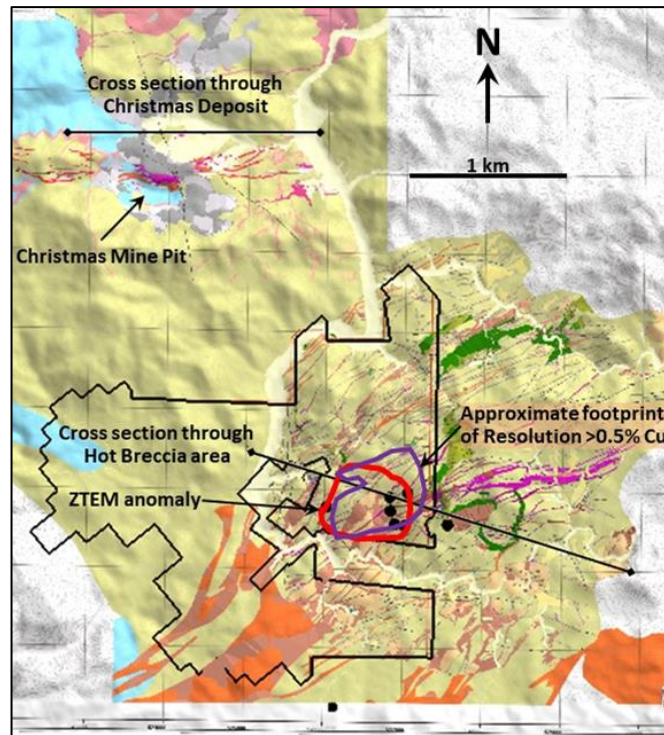 N
Cross section through
Christmas Deposit
1 km
Christmas Mine Pit
Approximate footprint
of Resolution >0.5% Cu
Cross section through
Hot Breccia area
ZTEM anomaly